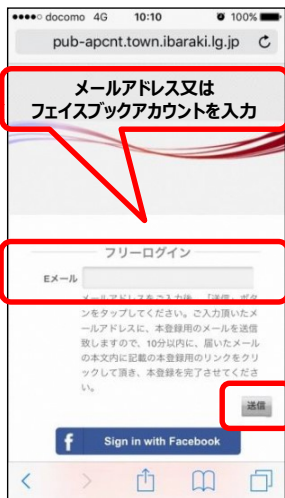 docomo 4G 10:10 100%
pub-apcnt.town.ibaraki.lg.jp
メールアドレス又は
フェイスブックアカウントを入力
フリーログイン
Eメール
メールアドレスをご入力後、「送信」ボタ
ンをタップしてください。ご入力頂いたメ
ールアドレスに、本登録用のメールを送信
致しますので、10分以内に、届いたメール
の本文内に記載の本登録用のリンクをクリ
ックして頂き、本登録を完了させてくださ
い。
送信
f Sign in with Facebook